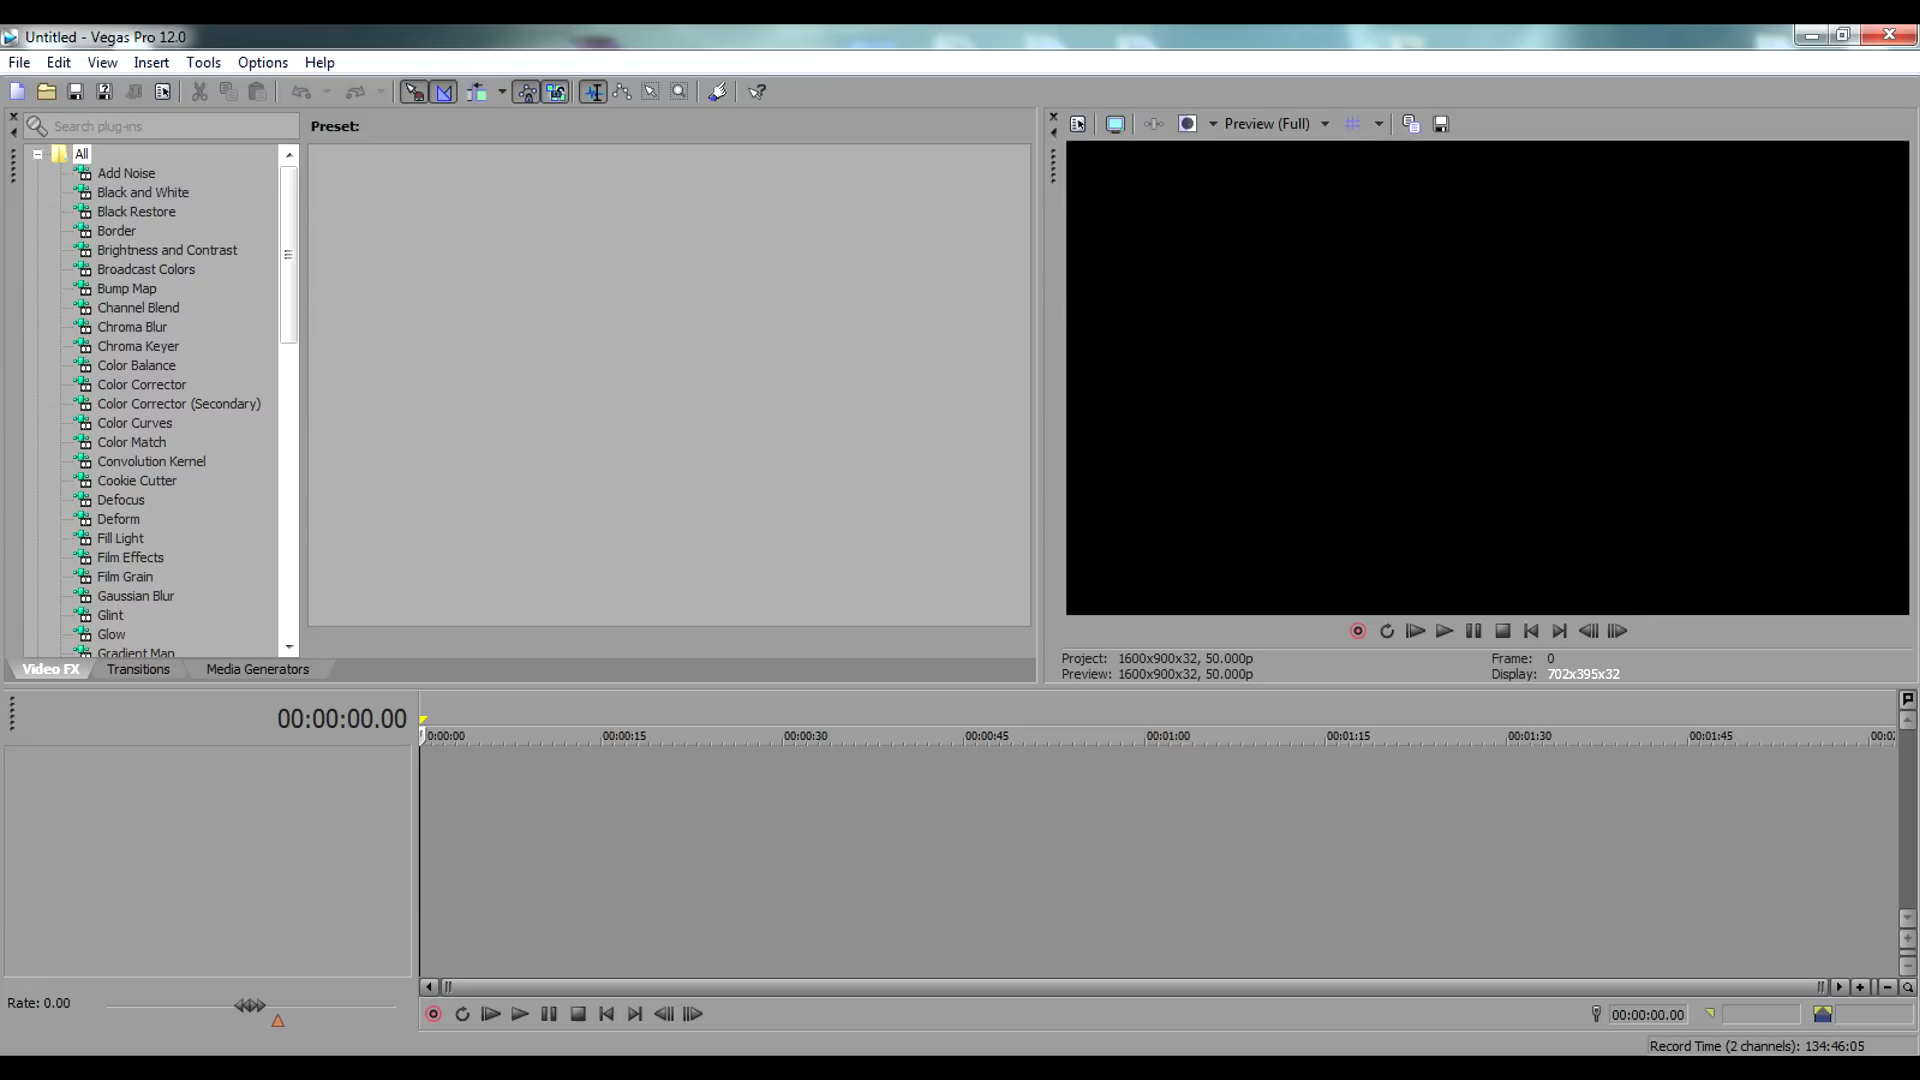 Untitled - Vegas Pro 12.0
File Edit View Insert Tools Options Help
Search plug-ins
Preset:
Preview (Full)
All
Add Noise
Black and White
Black Restore
Border
Brightness and Contrast
Broadcast Colors
Bump Map
Channel Blend
Chroma Blur
Chroma Keyer
Color Balance
Color Corrector
Color Corrector (Secondary)
Color Curves
Color Match
Convolution Kernel
Cookie Cutter
Defocus
Deform
Fill Light
Film Effects
Film Grain
Gaussian Blur
Glint
Glow
Gradient Map
Video FX Transitions Media Generators
Project: 1600x900x32, 50.000p Frame: 0
Preview: 1600x900x32, 50.000p Display: 702x395x32
00:00:00.00
0:00:00 00:00:15 00:00:30 00:00:45 00:01:00 00:01:15 00:01:30 00:01:45 00:0
Rate: 0.00
00:00:00.00
Record Time (2 channels): 134:46:05